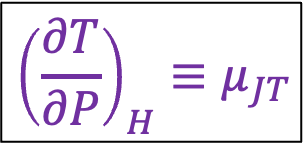 (∂T/∂P)_H ≡ μ_JT